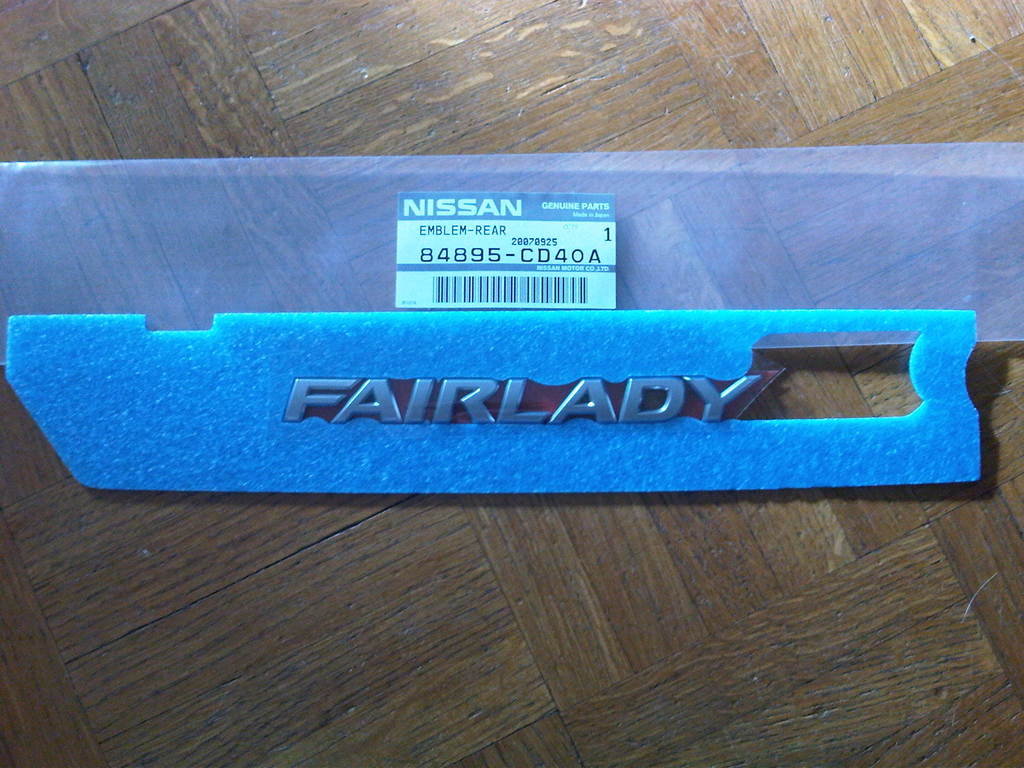 NISSAN GENUINE PARTS
Made in Japan
EMBLEM-REAR
20070925
1
84895-CD40A
NISSAN MOTOR CO.,LTD.
FAIRLADY